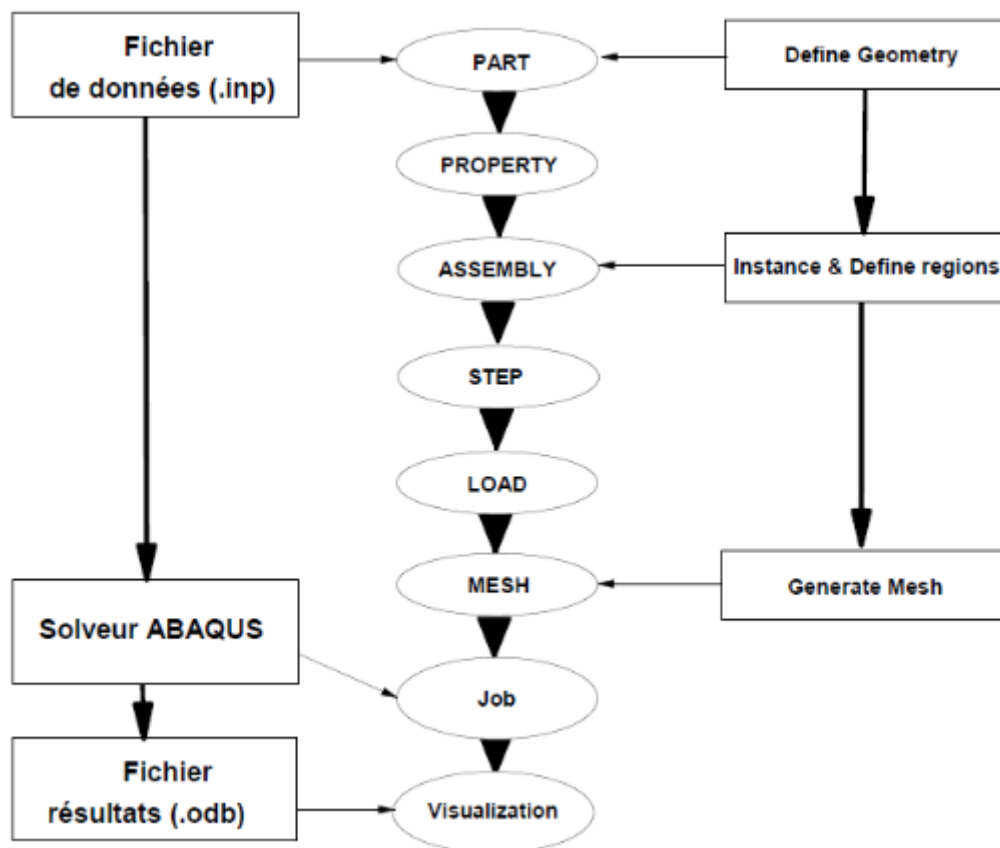 Fichier
de données (.inp)
PART
Define Geometry
PROPERTY
ASSEMBLY
Instance & Define regions
STEP
LOAD
MESH
Generate Mesh
Solveur ABAQUS
Job
Fichier
résultats (.odb)
Visualization